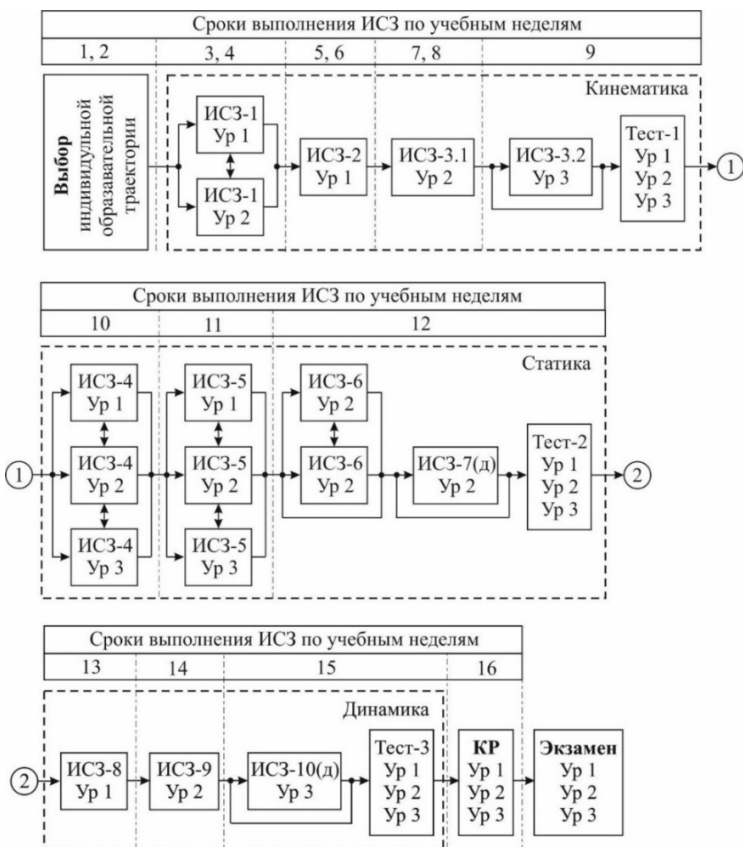 Сроки выполнения ИСЗ по учебным неделям
1, 2
3, 4
5, 6
7, 8
9
Выбор
индивидульной
образавательной
траектории
Кинематика
ИСЗ-1
Ур 1
ИСЗ-1
Ур 2
ИСЗ-2
Ур 1
ИСЗ-3.1
Ур 2
ИСЗ-3.2
Ур 3
Тест-1
Ур 1
Ур 2
Ур 3
1
Сроки выполнения ИСЗ по учебным неделям
10
11
12
Статика
1
ИСЗ-4
Ур 1
ИСЗ-4
Ур 2
ИСЗ-4
Ур 3
ИСЗ-5
Ур 1
ИСЗ-5
Ур 2
ИСЗ-5
Ур 3
ИСЗ-6
Ур 2
ИСЗ-6
Ур 2
ИСЗ-7(д)
Ур 2
Тест-2
Ур 1
Ур 2
Ур 3
2
Сроки выполнения ИСЗ по учебным неделям
13
14
15
16
Динамика
2
ИСЗ-8
Ур 1
ИСЗ-9
Ур 2
ИСЗ-10(д)
Ур 3
Тест-3
Ур 1
Ур 2
Ур 3
КР
Ур 1
Ур 2
Ур 3
Экзамен
Ур 1
Ур 2
Ур 3